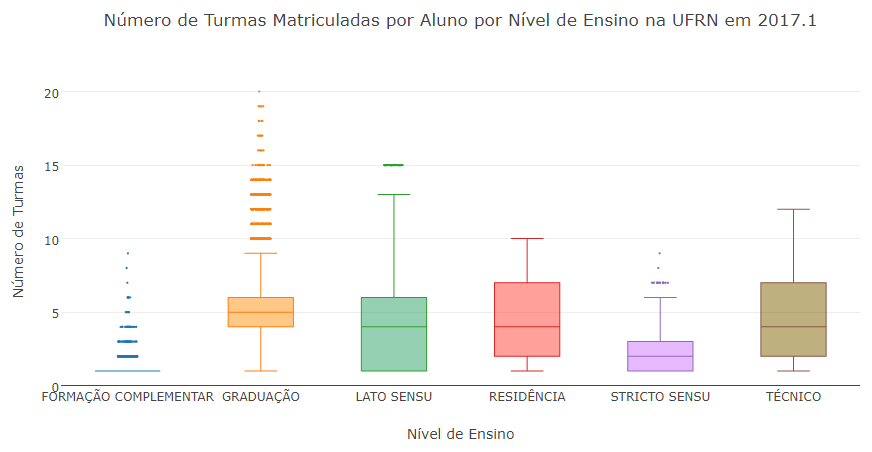 Número de Turmas Matriculadas por Aluno por Nível de Ensino na UFRN em 2017.1
20
15
10
5
0
Número de Turmas
FORMAÇÃO COMPLEMENTAR GRADUAÇÃO LATO SENSU RESIDÊNCIA STRICTO SENSU TÉCNICO
Nível de Ensino